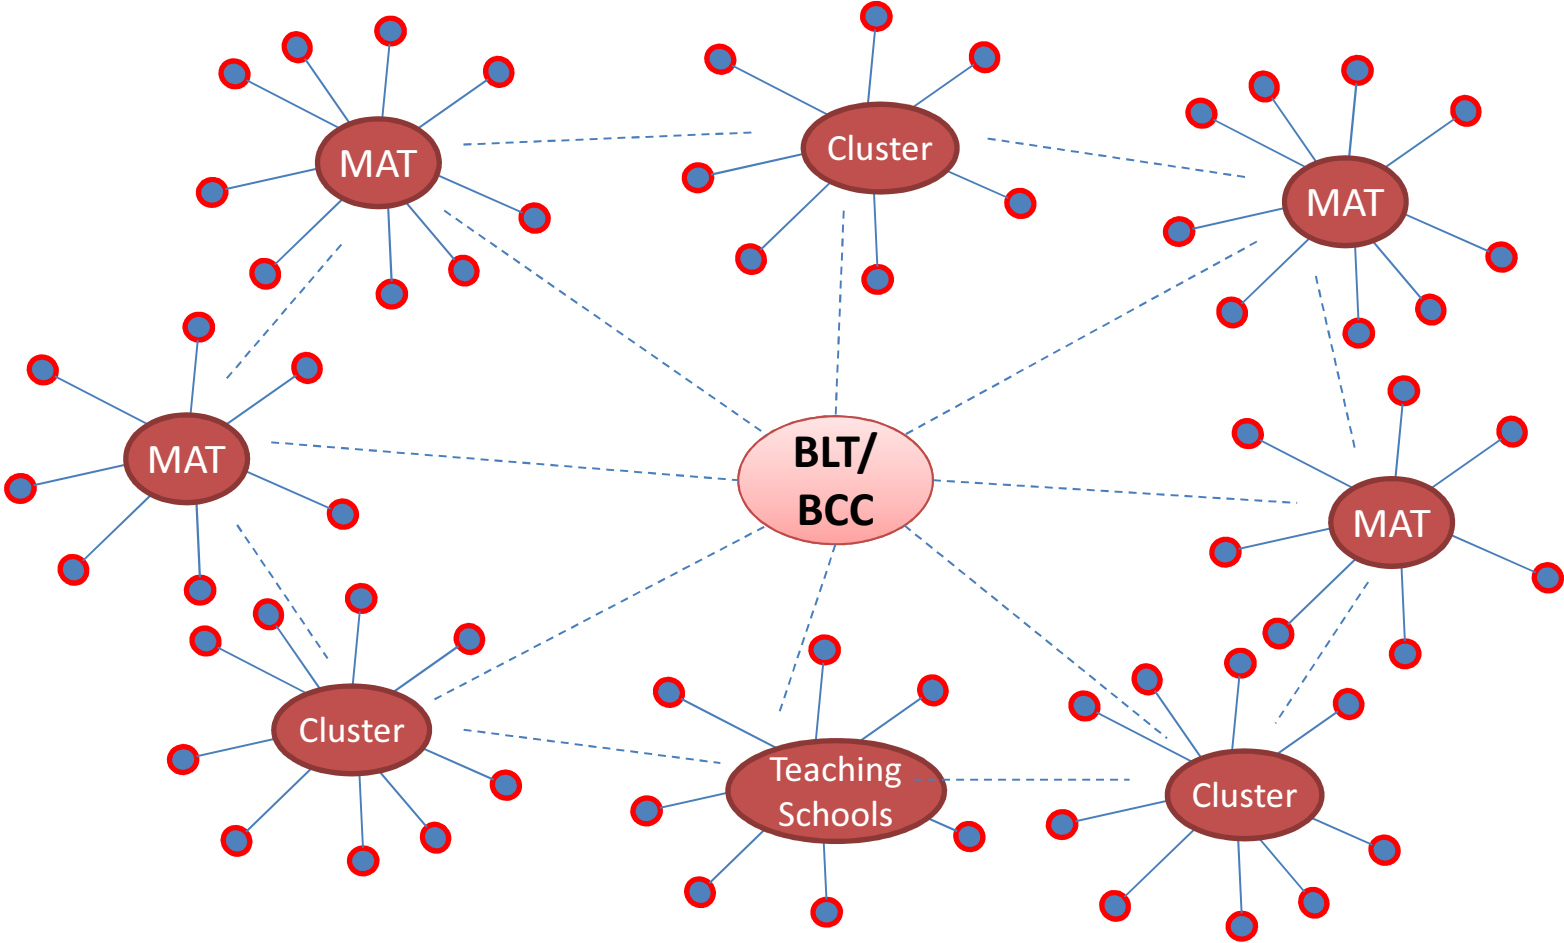 MAT
Cluster
MAT
MAT
BLT/
BCC
MAT
Cluster
Teaching
Schools
Cluster